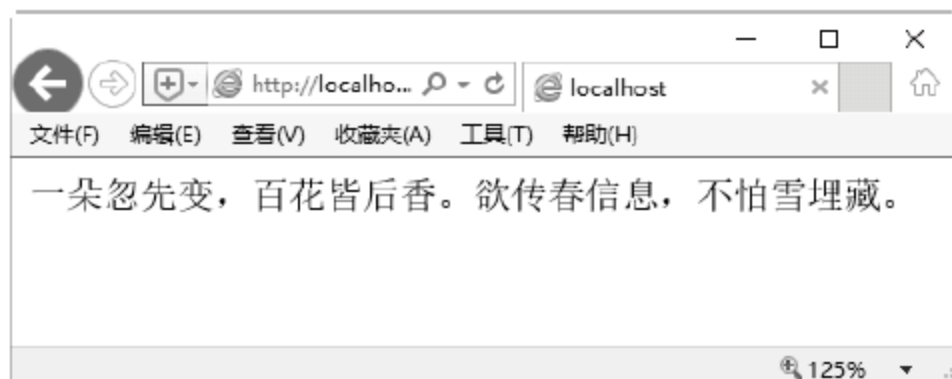 http://localho...
localhost
文件(F) 编辑(E) 查看(V) 收藏夹(A) 工具(T) 帮助(H)
一朵忽先变，百花皆后香。欲传春信息，不怕雪埋藏。
125%